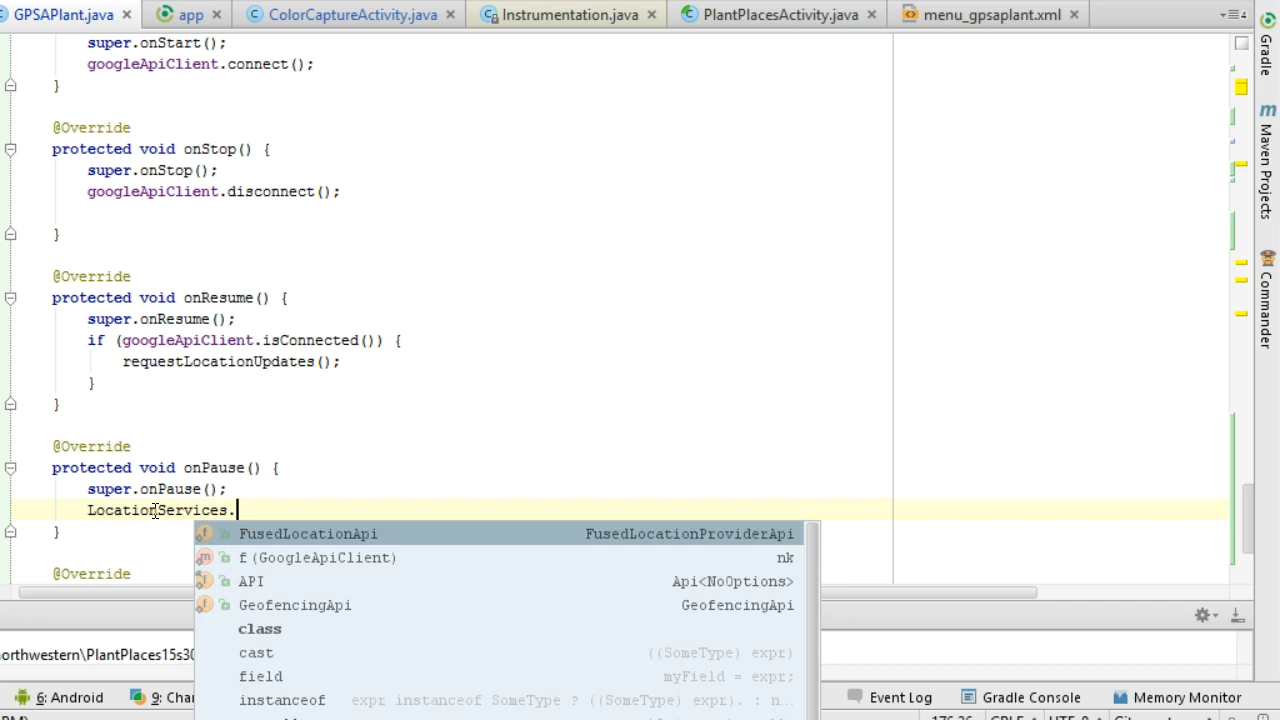 GPSAPlant.java
app
ColorCaptureActivity.java
Instrumentation.java
PlantPlacesActivity.java
menu_gpsaplant.xml
4
super.onStart();
googleApiClient.connect();
}
@Override
protected void onStop() {
super.onStop();
googleApiClient.disconnect();
}
@Override
protected void onResume() {
super.onResume();
if (googleApiClient.isConnected()) {
requestLocationUpdates();
}
}
@Override
protected void onPause() {
super.onPause();
LocationServices.
}
@Override
FusedLocationApi FusedLocationProviderApi
f(GoogleApiClient) nk
API Api<NoOptions>
GeofencingApi GeofencingApi
class
cast ((SomeType) expr)
field myField = expr;
instanceof expr instanceof SomeType ? ((SomeType) expr). : n...
Gradle
Maven Projects
Commander
orthwestern\PlantPlaces15s30
6: Android
9: Cha
Event Log
Gradle Console
Memory Monitor